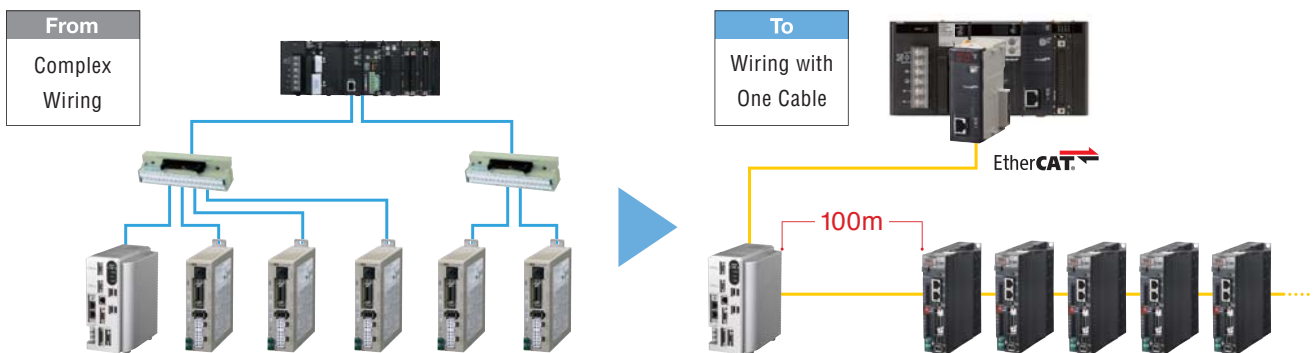 From
Complex
Wiring
To
Wiring with
One Cable
EtherCAT®
100m